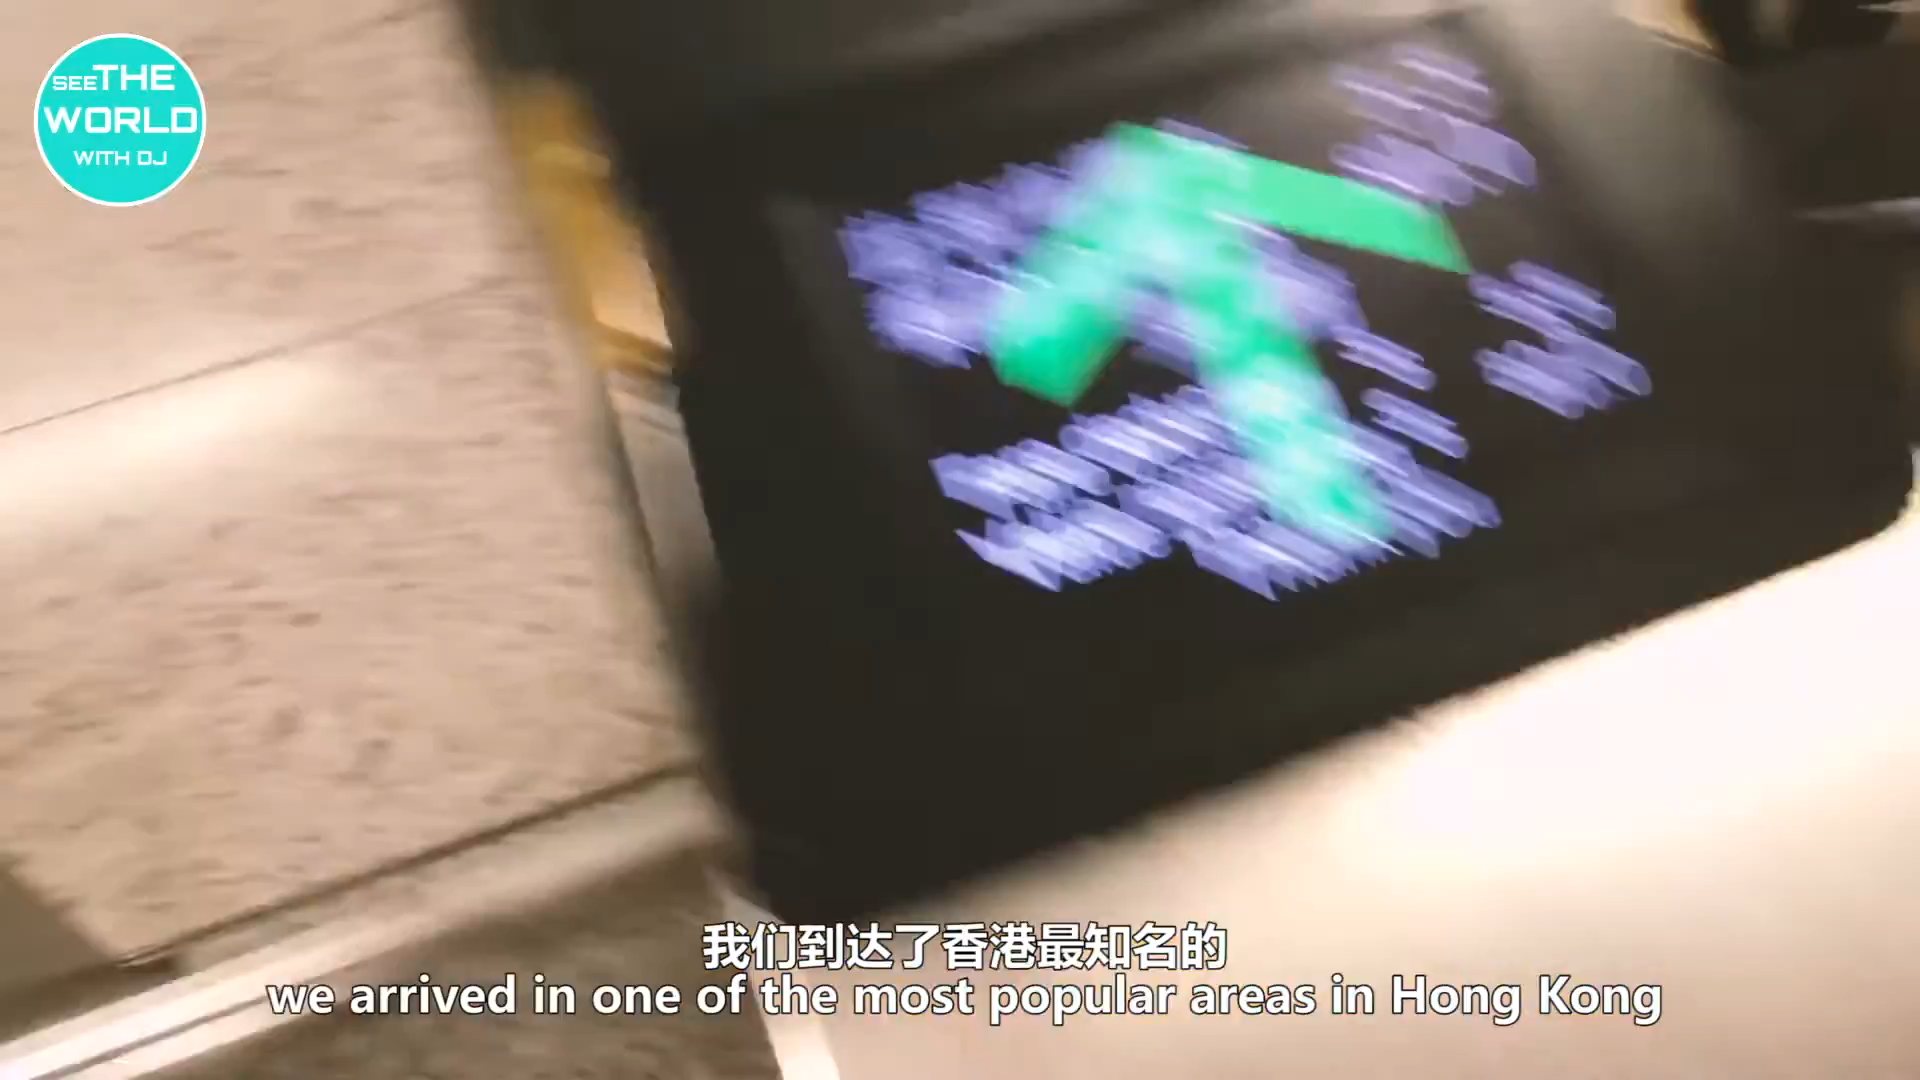 SEE THE
WORLD
WITH DJ
我们到达了香港最知名的
we arrived in one of the most popular areas in Hong Kong